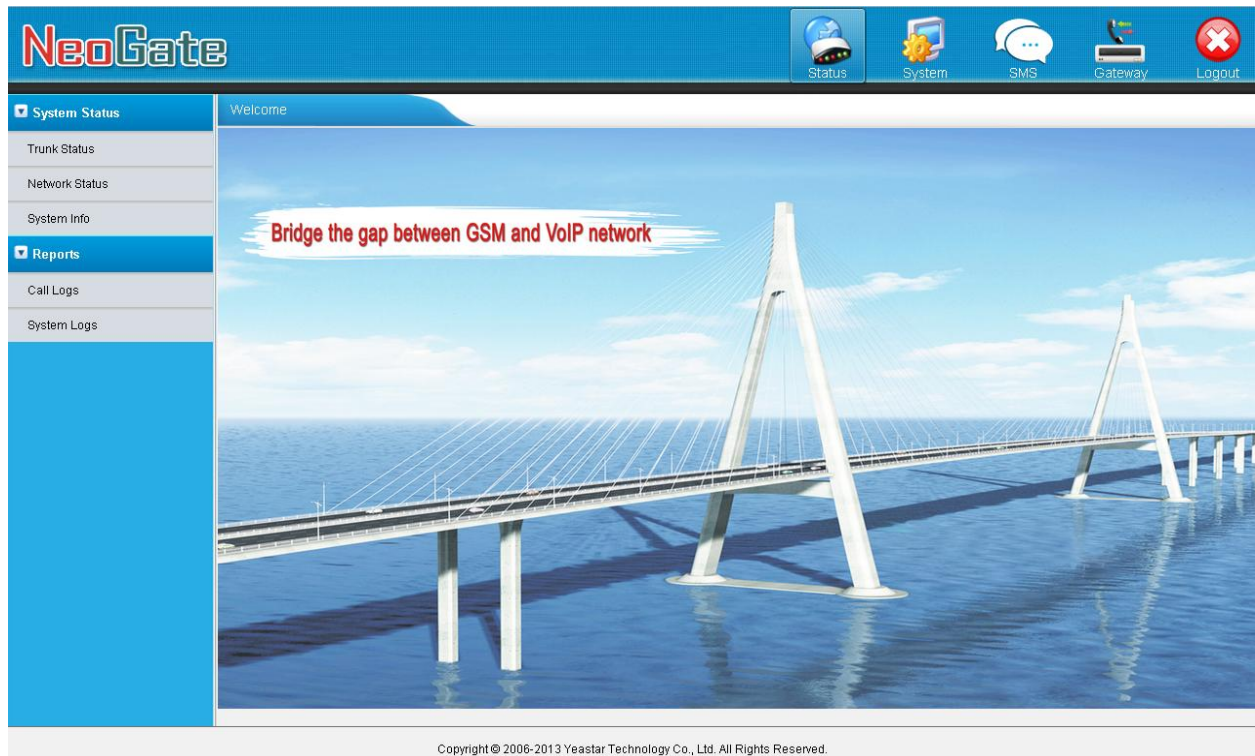 NeoGate
Status
System
SMS
Gateway
Logout
System Status
Trunk Status
Network Status
System Info
Reports
Call Logs
System Logs
Welcome
Bridge the gap between GSM and VoIP network
Copyright © 2006-2013 Yeastar Technology Co., Ltd. All Rights Reserved.